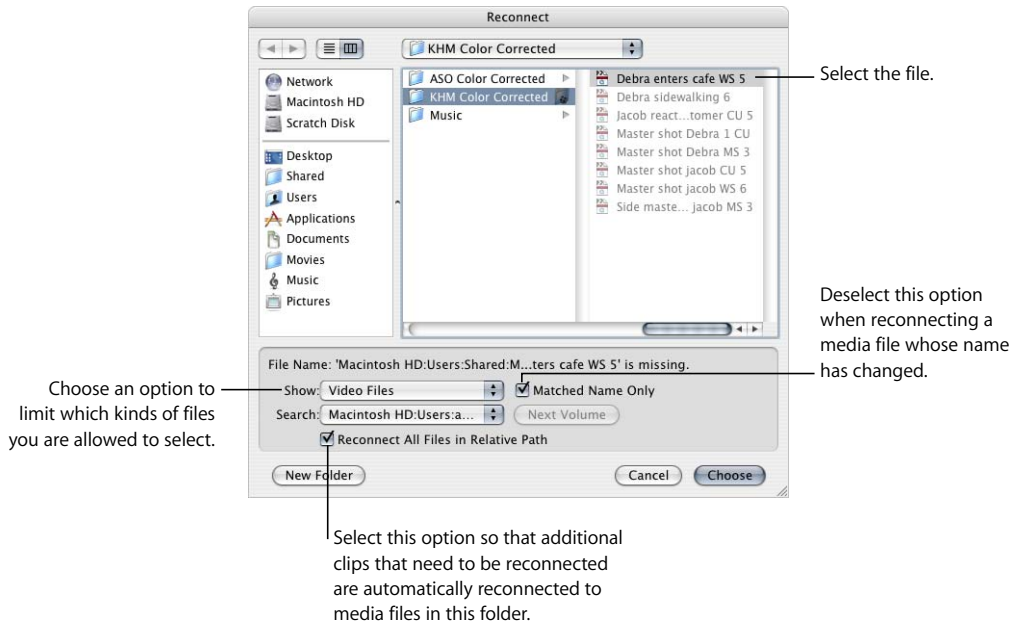 Reconnect
KHM Color Corrected
Network
Macintosh HD
Scratch Disk
Desktop
Shared
Users
Applications
Documents
Movies
Music
Pictures
ASO Color Corrected
KHM Color Corrected
Music
Debra enters cafe WS 5
Debra sidewalking 6
Jacob react...tomer CU 5
Master shot Debra 1 CU
Master shot Debra MS 3
Master shot jacob CU 5
Master shot jacob WS 6
Side maste... jacob MS 3
Select the file.
Deselect this option
when reconnecting a
media file whose name
has changed.
File Name: 'Macintosh HD:Users:Shared:M...ters cafe WS 5' is missing.
Choose an option to
limit which kinds of files
you are allowed to select.
Show: Video Files
Matched Name Only
Search: Macintosh HD:Users:a...
Next Volume
Reconnect All Files in Relative Path
New Folder
Cancel
Choose
Select this option so that additional
clips that need to be reconnected
are automatically reconnected to
media files in this folder.